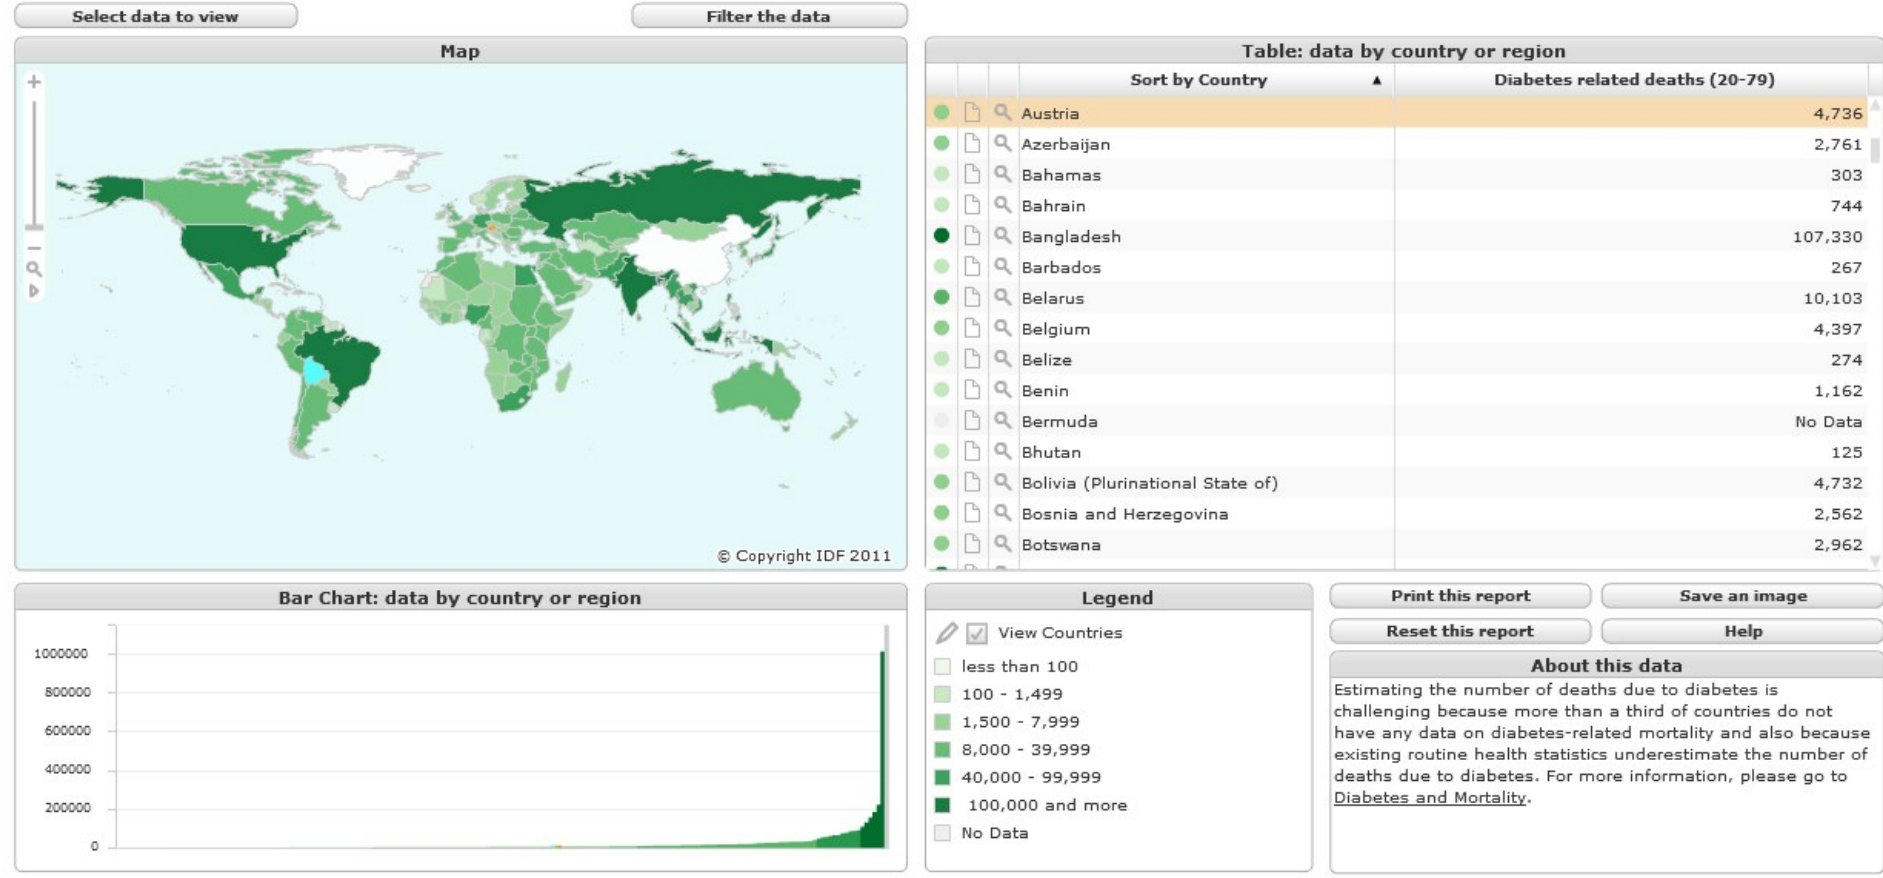 Select data to view
Filter the data
Map
© Copyright IDF 2011
Table: data by country or region
Sort by Country ▲ Diabetes related deaths (20-79)
Austria 4,736
Azerbaijan 2,761
Bahamas 303
Bahrain 744
Bangladesh 107,330
Barbados 267
Belarus 10,103
Belgium 4,397
Belize 274
Benin 1,162
Bermuda No Data
Bhutan 125
Bolivia (Plurinational State of) 4,732
Bosnia and Herzegovina 2,562
Botswana 2,962
Bar Chart: data by country or region
1000000
800000
600000
400000
200000
0
Legend
View Countries
less than 100
100 - 1,499
1,500 - 7,999
8,000 - 39,999
40,000 - 99,999
100,000 and more
No Data
Print this report
Save an image
Reset this report
Help
About this data
Estimating the number of deaths due to diabetes is
challenging because more than a third of countries do not
have any data on diabetes-related mortality and also because
existing routine health statistics underestimate the number of
deaths due to diabetes. For more information, please go to
Diabetes and Mortality.